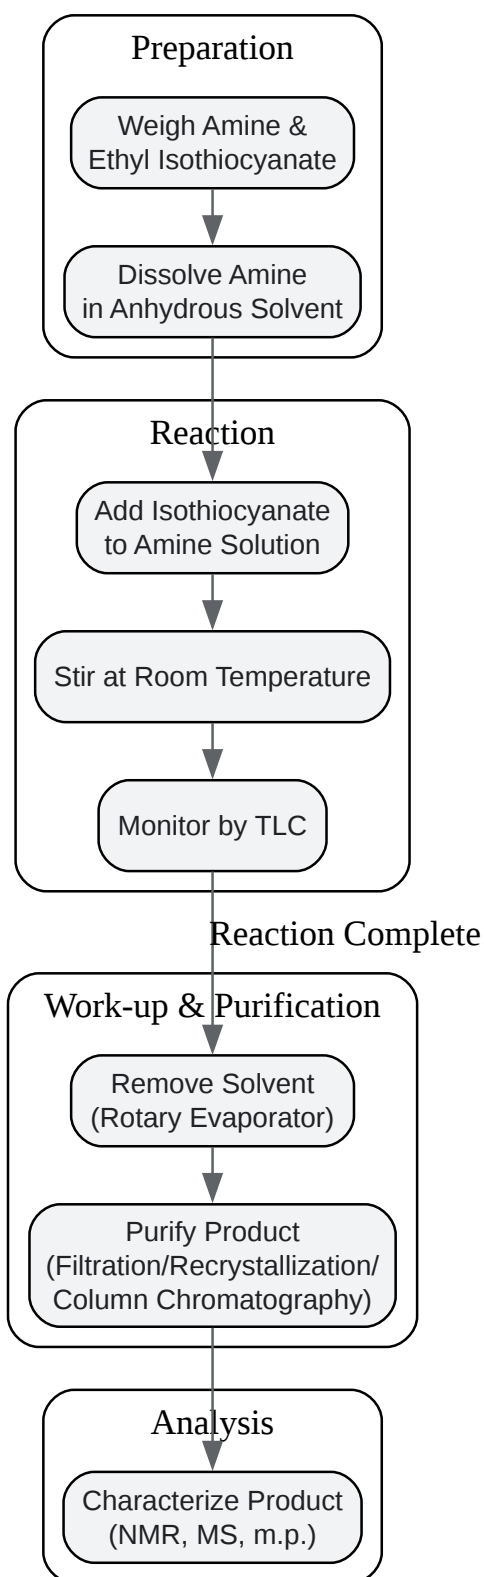 Preparation
Weigh Amine &
Ethyl Isothiocyanate
Dissolve Amine
in Anhydrous Solvent
Reaction
Add Isothiocyanate
to Amine Solution
Stir at Room Temperature
Monitor by TLC
Reaction Complete
Work-up & Purification
Remove Solvent
(Rotary Evaporator)
Purify Product
(Filtration/Recrystallization/
Column Chromatography)
Analysis
Characterize Product
(NMR, MS, m.p.)